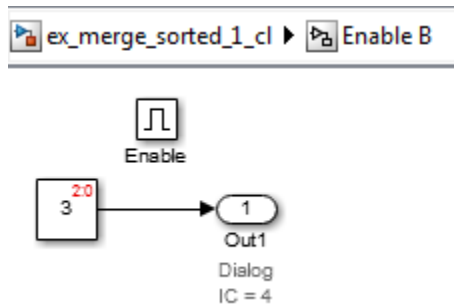 ex_merge_sorted_1_cl Enable B
Enable
2:0
3
1
Out1
Dialog
IC = 4